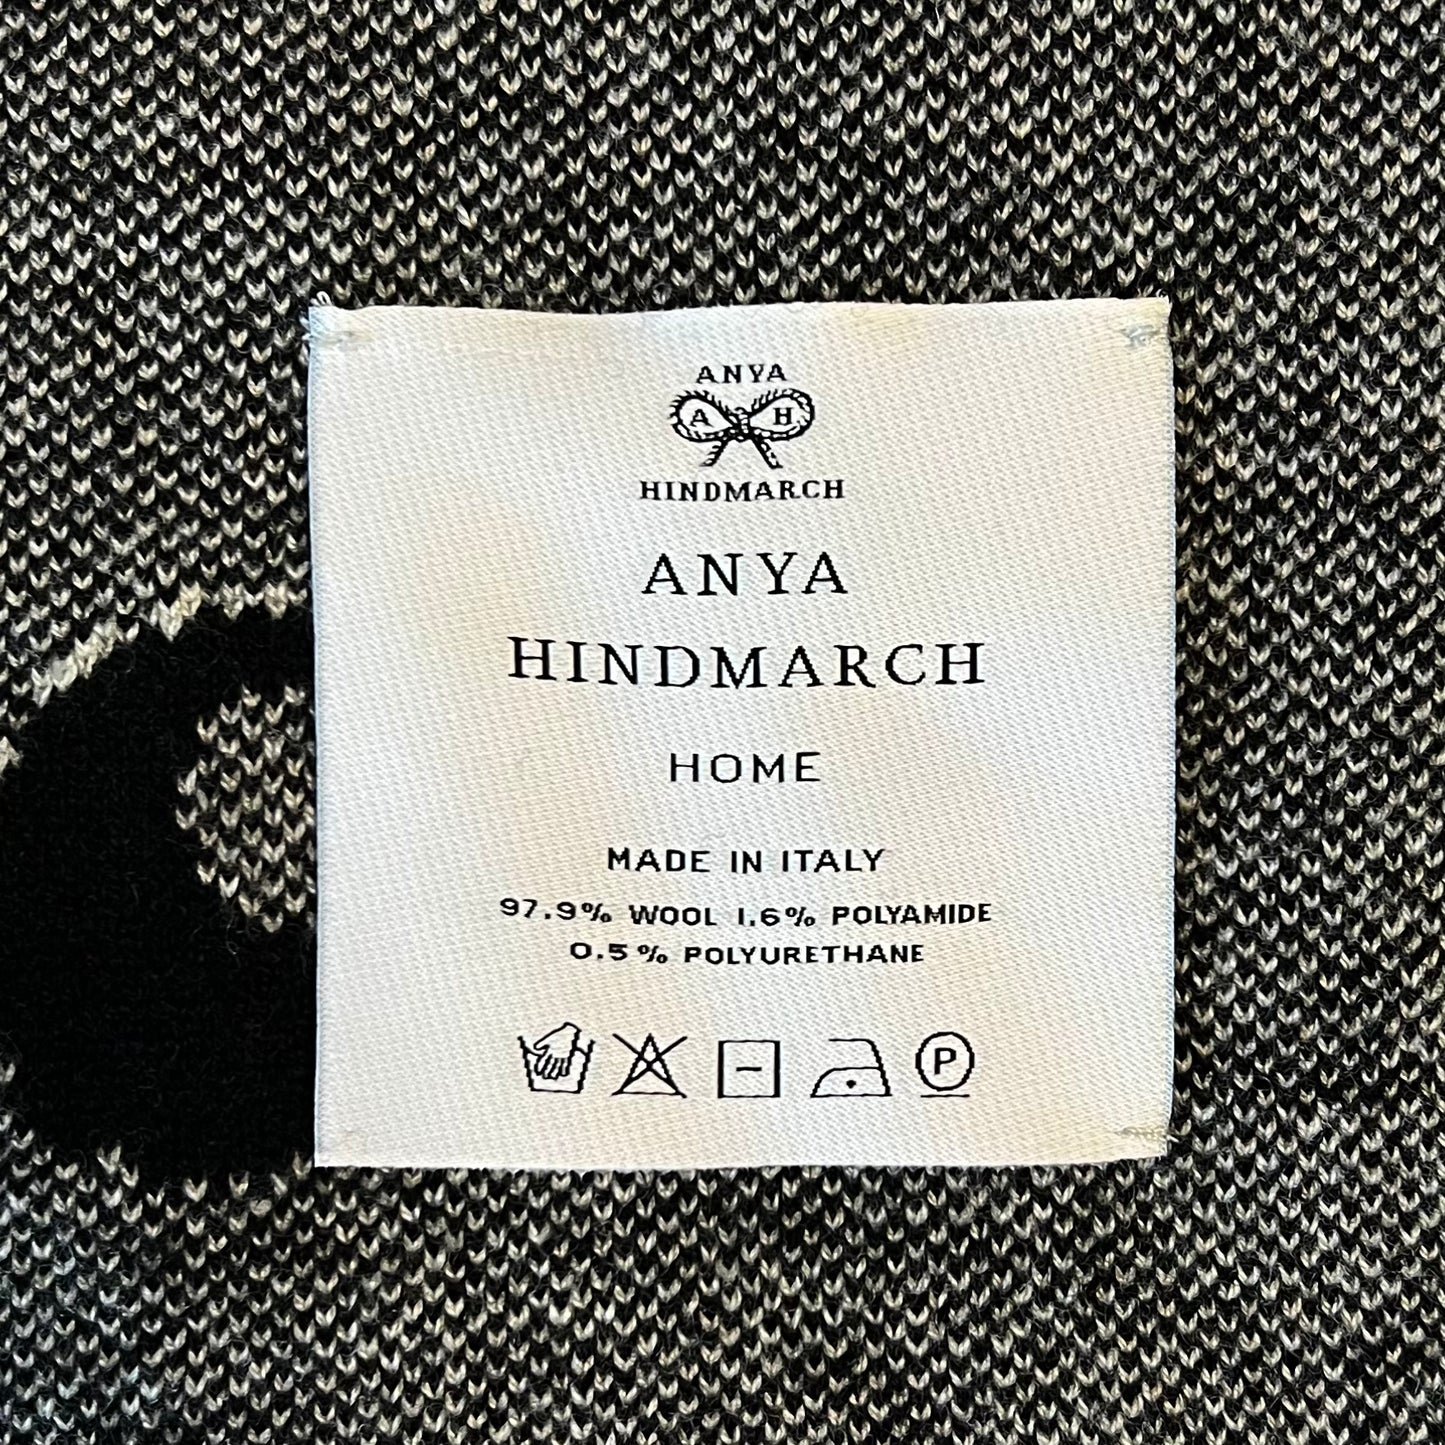 ANYA
A H
HINDMARCH
ANYA
HINDMARCH
HOME
MADE IN ITALY
97.9% WOOL 1.6% POLYAMIDE
0.5% POLYURETHANE
P